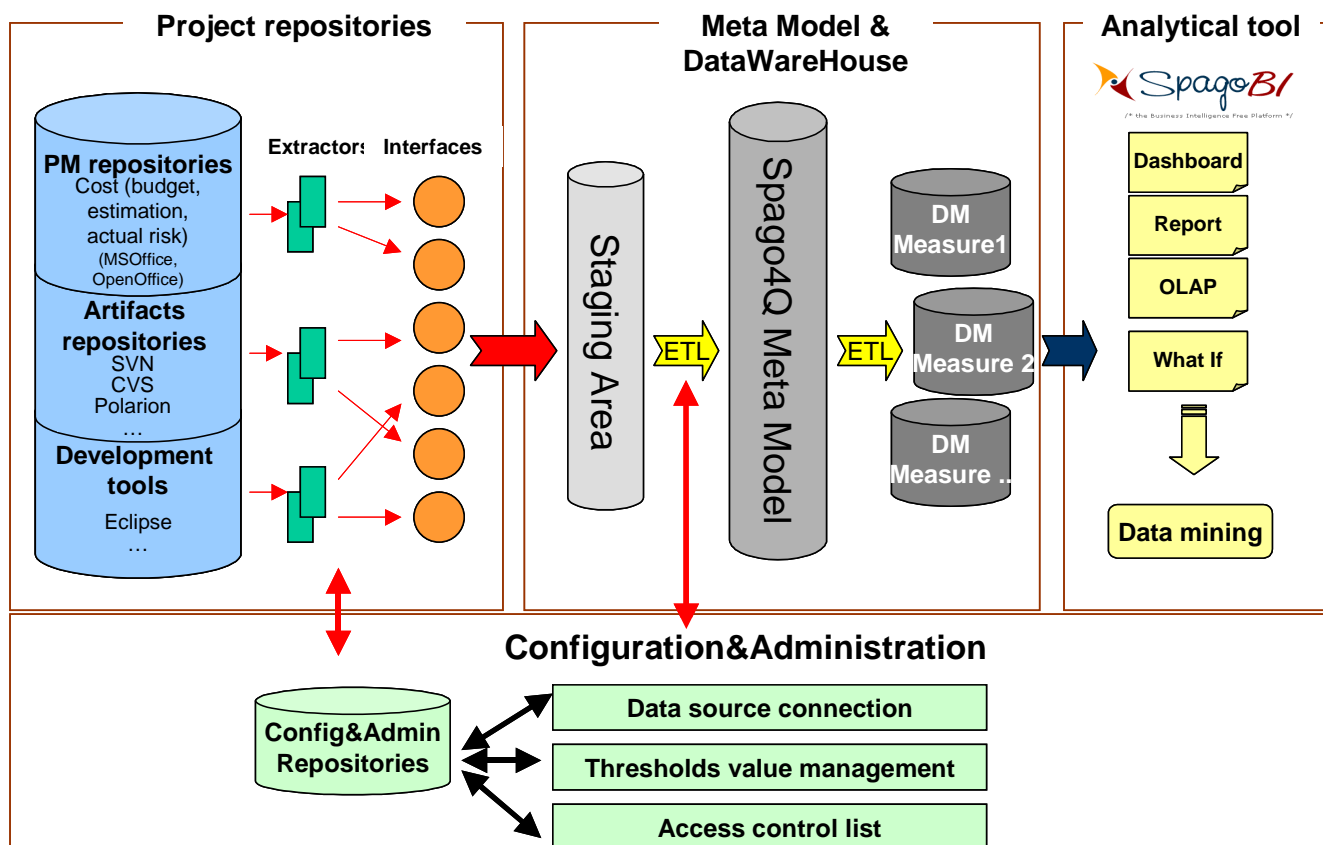 Project repositories
PM repositories
Cost (budget,
estimation,
actual risk)
(MSOffice,
OpenOffice)
Artifacts
repositories
SVN
CVS
Polarion
…
Development
tools
Eclipse
…
Extractors
Interfaces
Meta Model &
DataWareHouse
Staging Area
ETL
Spago4Q Meta Model
ETL
DM
Measure1
DM
Measure 2
DM
Measure ..
Analytical tool
SpagoBI
/* the Business Intelligence Free Platform */
Dashboard
Report
OLAP
What If
Data mining
Configuration&Administration
Config&Admin
Repositories
Data source connection
Thresholds value management
Access control list